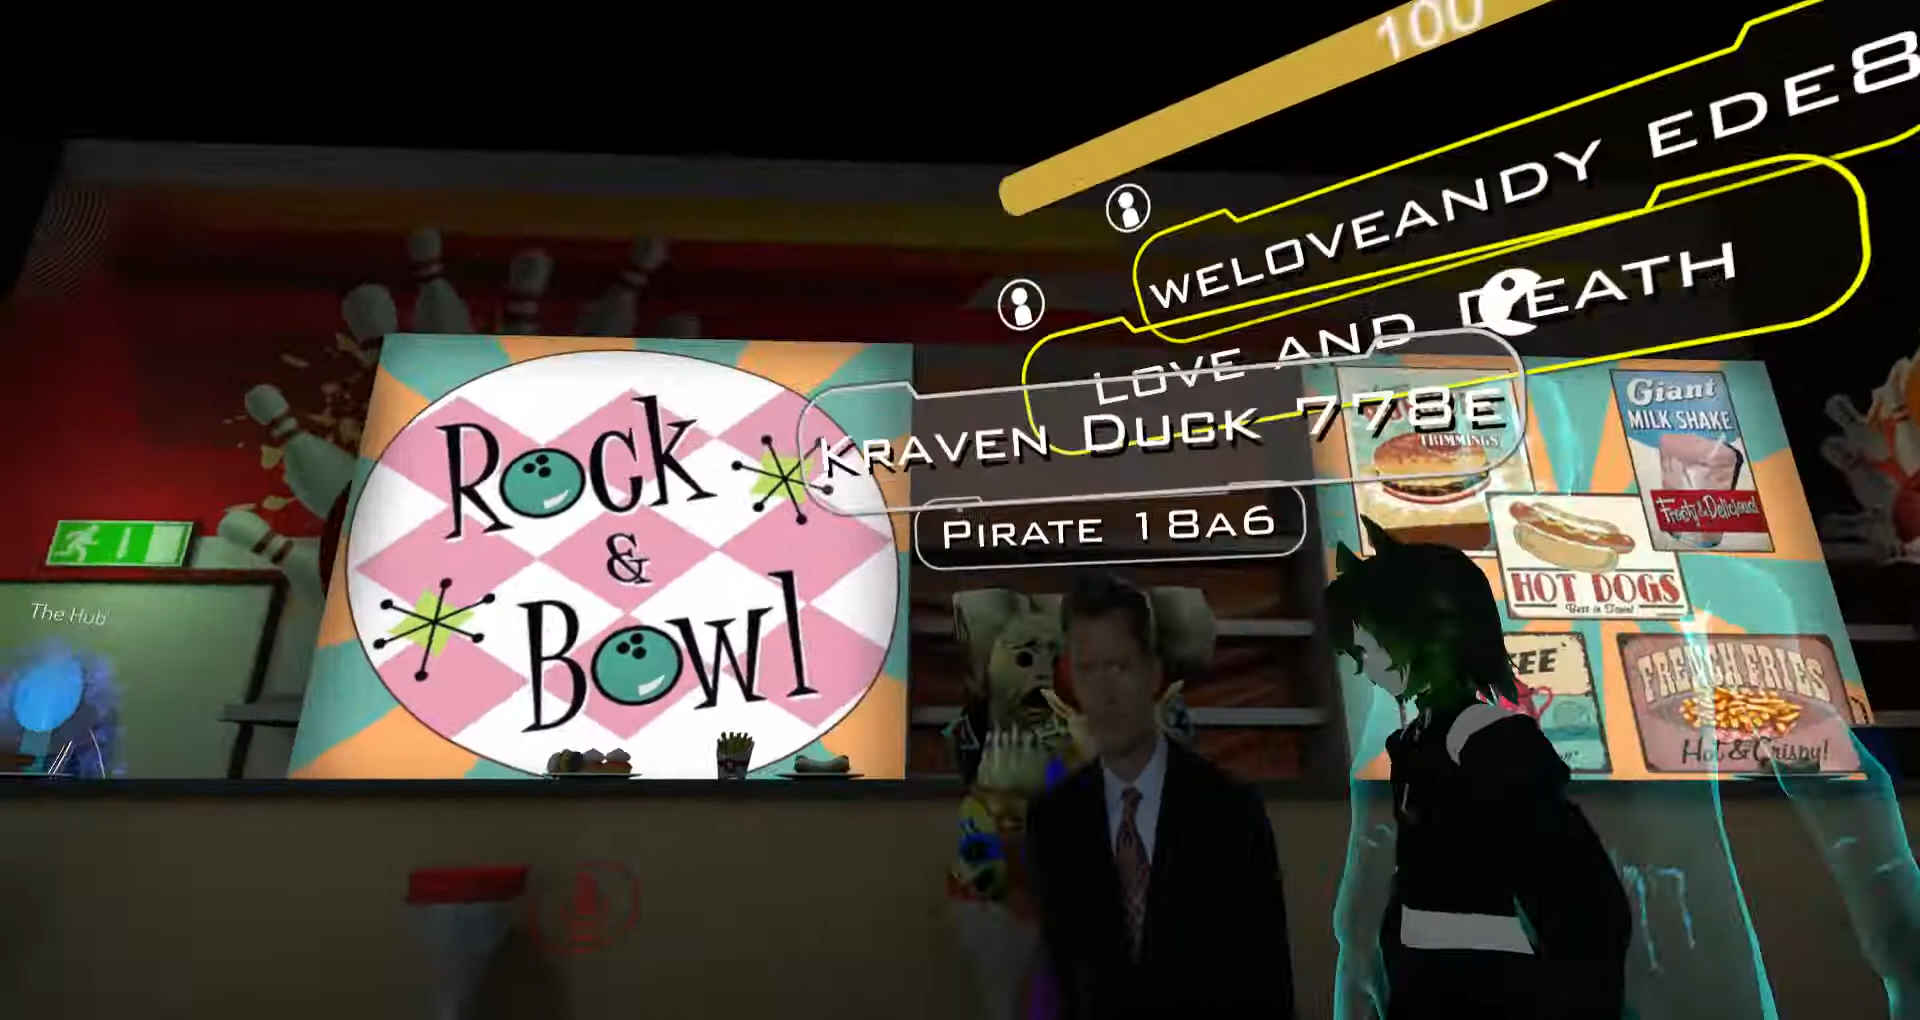 100
WELOVEANDY EDE8
LOVE AND DEATH
KRAVEN DUCK 778E
PIRATE 18A6
ROCK
&
BOWL
The Hub
TRIMMINGS
Giant
MILK SHAKE
Frosty & Delicious!
HOT DOGS
Best in Town!
FRENCH FRIES
Hot & Crispy!